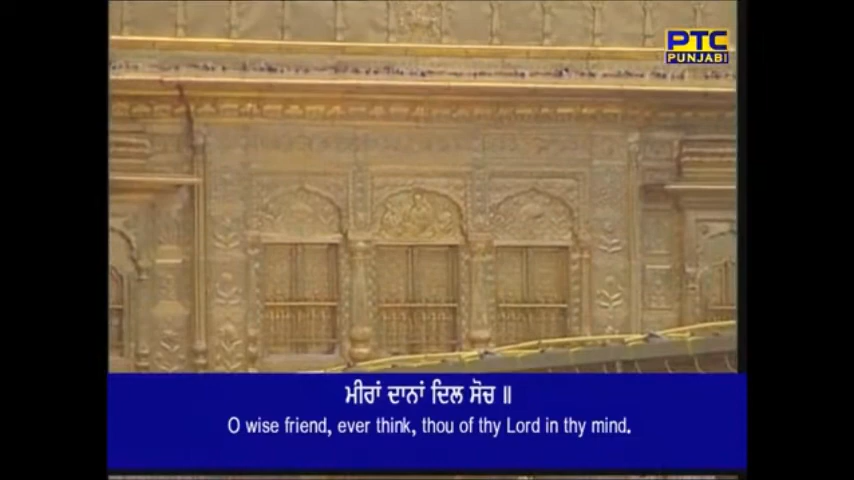 PTC
PUNJABI
ਮੀਰਾਂ ਦਾਨਾਂ ਦਿਲ ਸੋਚ ॥
O wise friend, ever think, thou of thy Lord in thy mind.